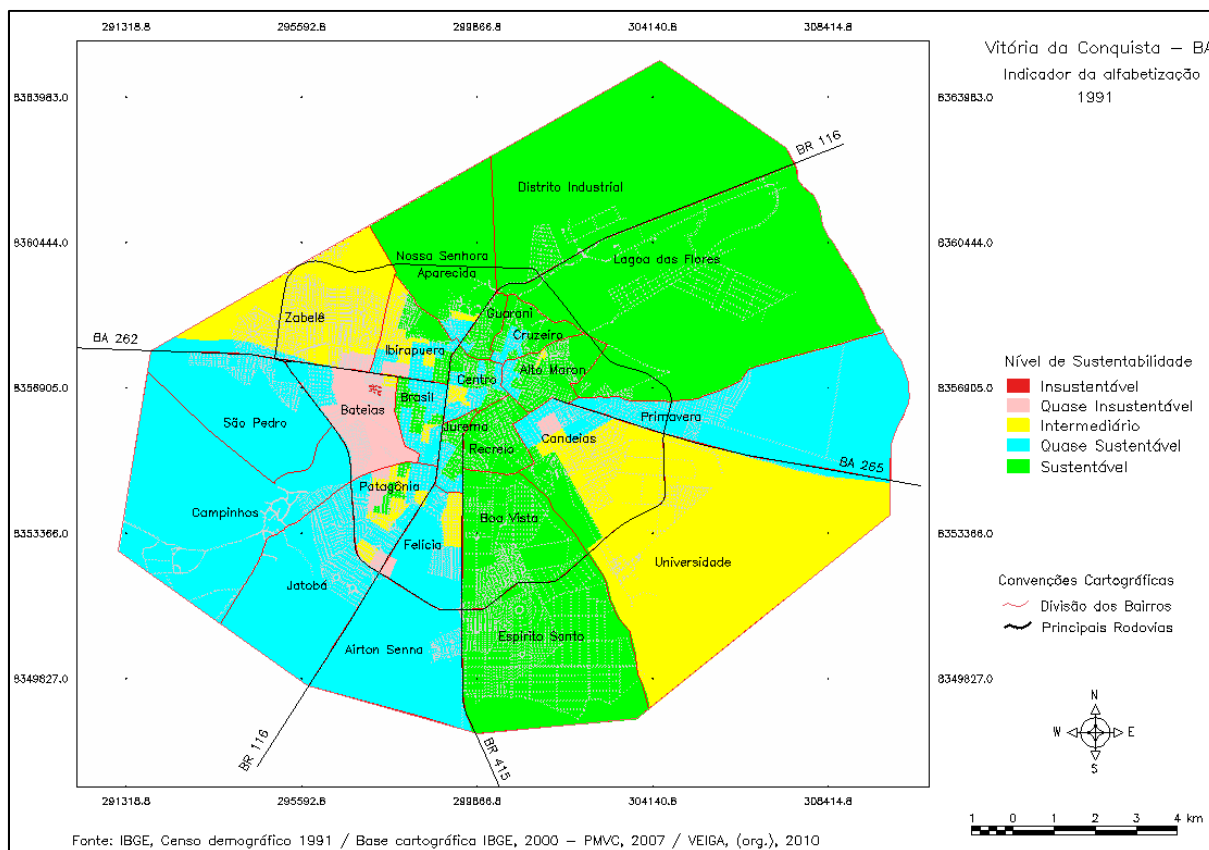 291318.8 295592.8 299866.8 304140.8 308414.8
Vitória da Conquista – BA
Indicador da alfabetização
1991
8363983.0 8363983.0
BR 116
Distrito Industrial
8360444.0 8360444.0
Nossa Senhora
Aparecida
Lagoa das Flores
Guarani
Zabelê
Cruzeiro
BA 262
Ibirapuera
Alto Maron
Centro
Nível de Sustentabilidade
8356905.0 8356905.0
Insustentável
Brasil
Bateias
Quase Insustentável
Primavera
São Pedro
Jurema
Intermediário
Candeias
Recreio
Quase Sustentável
BA 265
Sustentável
Patagônia
Campinhos
Boa Vista
8353366.0 8353366.0
Felícia
Universidade
Jatobá
Convenções Cartográficas
Divisão dos Bairros
Principais Rodovias
Espirito Santo
Airton Senna
8349827.0 8349827.0
N
W E
S
BR 116
BR 415
291318.8 295592.8 299866.8 304140.8 308414.8
1 0 1 2 3 4 km
Fonte: IBGE, Censo demográfico 1991 / Base cartográfica IBGE, 2000 – PMVC, 2007 / VEIGA, (org.), 2010